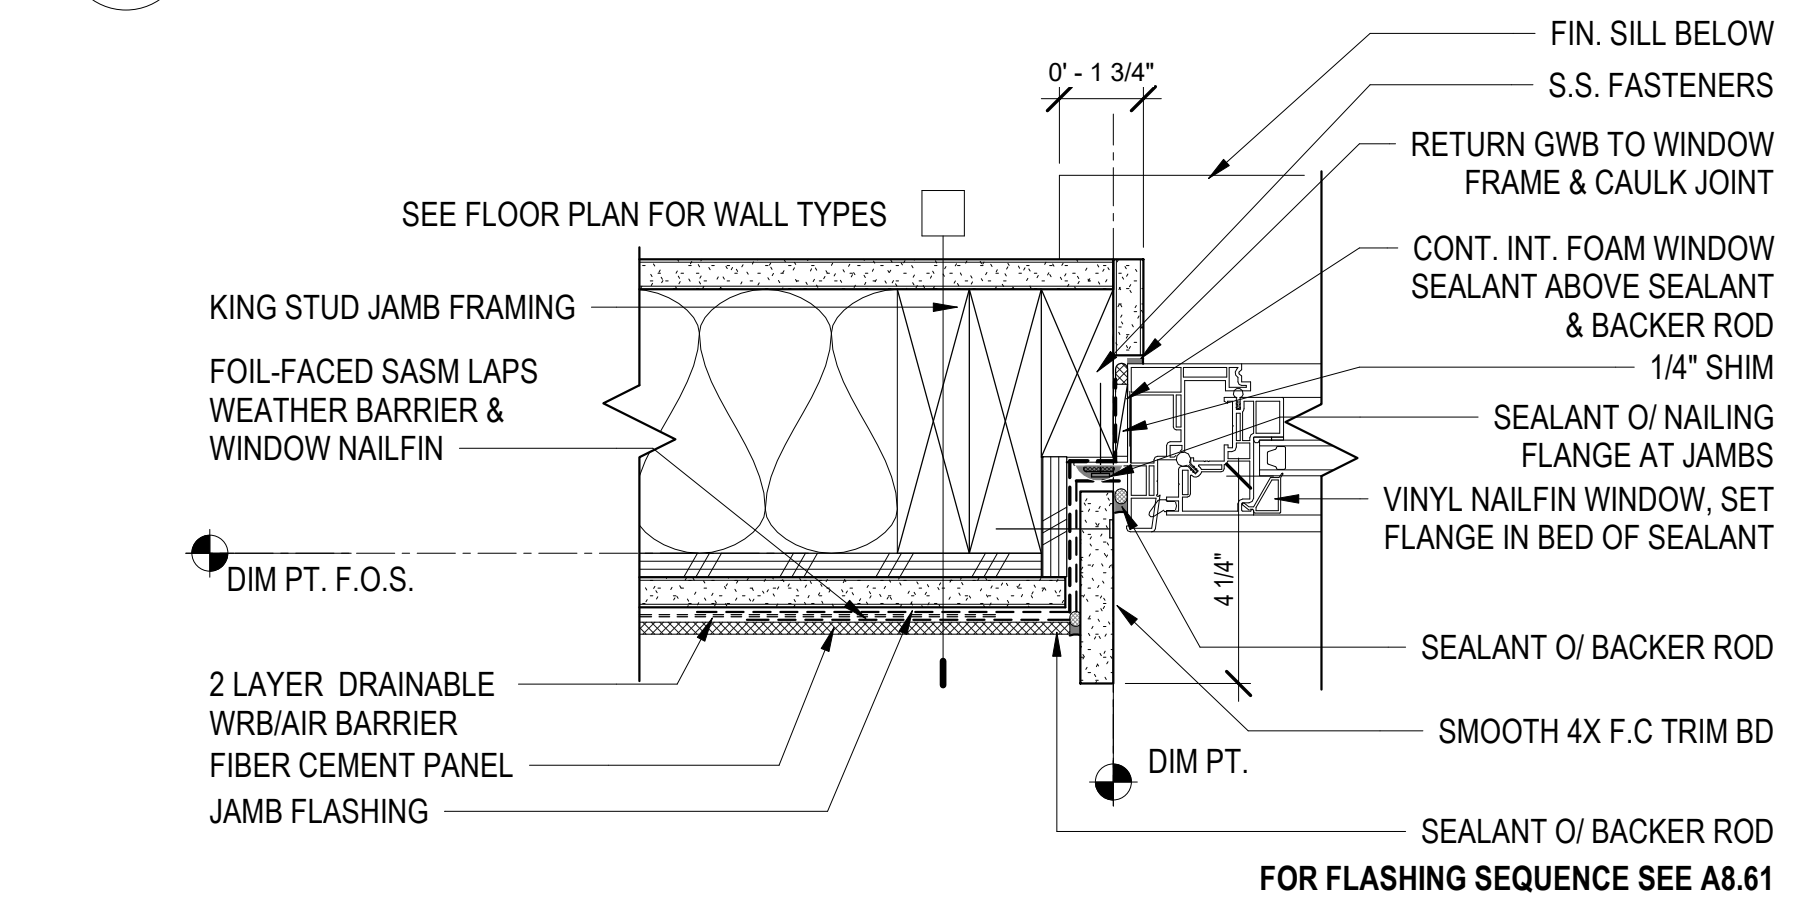 FIN. SILL BELOW
0' - 1 3/4"
S.S. FASTENERS
RETURN GWB TO WINDOW
FRAME & CAULK JOINT
SEE FLOOR PLAN FOR WALL TYPES
CONT. INT. FOAM WINDOW
SEALANT ABOVE SEALANT
& BACKER ROD
KING STUD JAMB FRAMING
1/4" SHIM
FOIL-FACED SASM LAPS
WEATHER BARRIER &
WINDOW NAILFIN
SEALANT O/ NAILING
FLANGE AT JAMBS
VINYL NAILFIN WINDOW, SET
FLANGE IN BED OF SEALANT
DIM PT. F.O.S.
4 1/4"
SEALANT O/ BACKER ROD
2 LAYER DRAINABLE
WRB/AIR BARRIER
SMOOTH 4X F.C TRIM BD
FIBER CEMENT PANEL
DIM PT.
JAMB FLASHING
SEALANT O/ BACKER ROD
FOR FLASHING SEQUENCE SEE A8.61